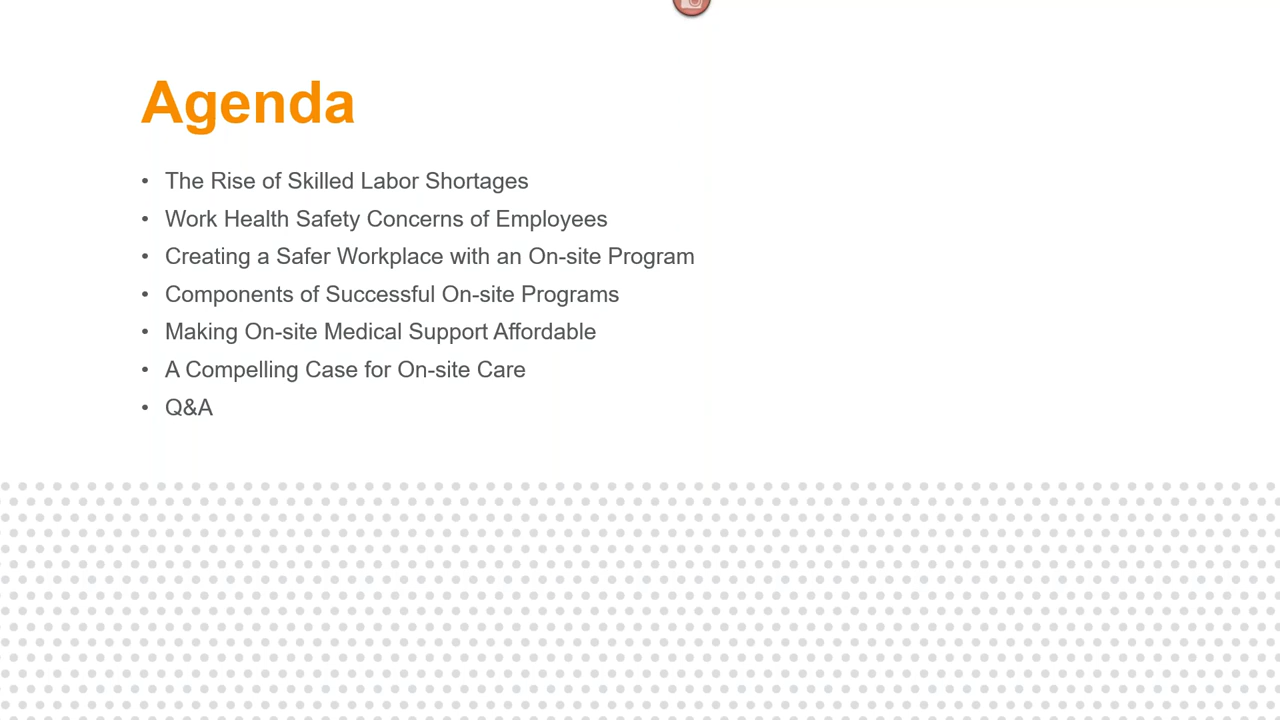 Agenda
• The Rise of Skilled Labor Shortages
• Work Health Safety Concerns of Employees
• Creating a Safer Workplace with an On-site Program
• Components of Successful On-site Programs
• Making On-site Medical Support Affordable
• A Compelling Case for On-site Care
• Q&A